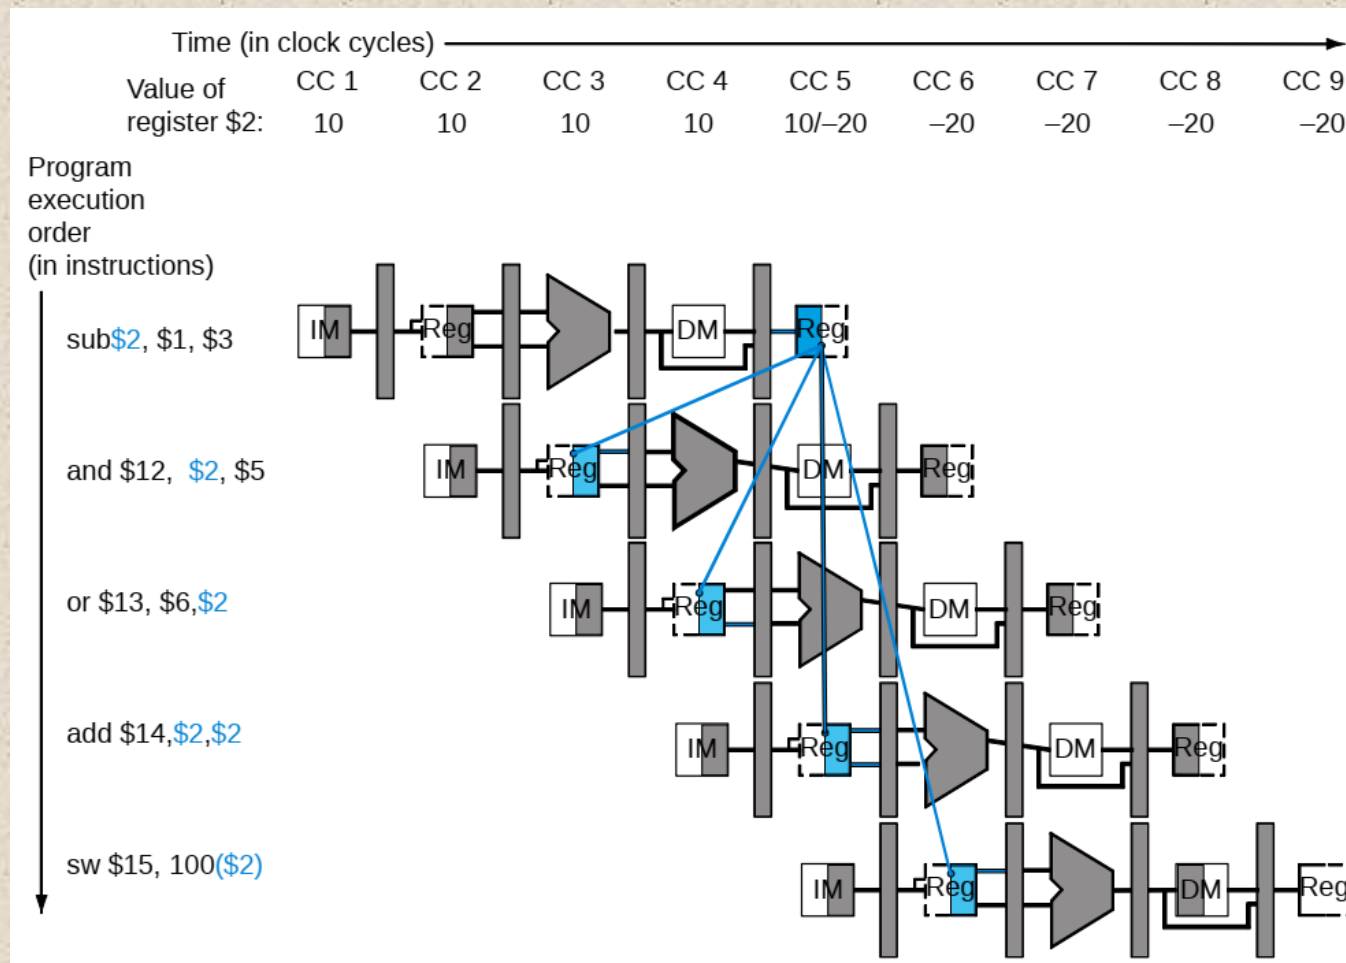 Time (in clock cycles)
CC 1 CC 2 CC 3 CC 4 CC 5 CC 6 CC 7 CC 8 CC 9
Value of
register $2: 10 10 10 10 10/–20 –20 –20 –20 –20
Program
execution
order
(in instructions)
sub$2, $1, $3
IM Reg DM Reg
and $12, $2, $5
IM Reg DM Reg
or $13, $6,$2
IM Reg DM Reg
add $14,$2,$2
IM Reg DM Reg
sw $15, 100($2)
IM Reg DM Reg